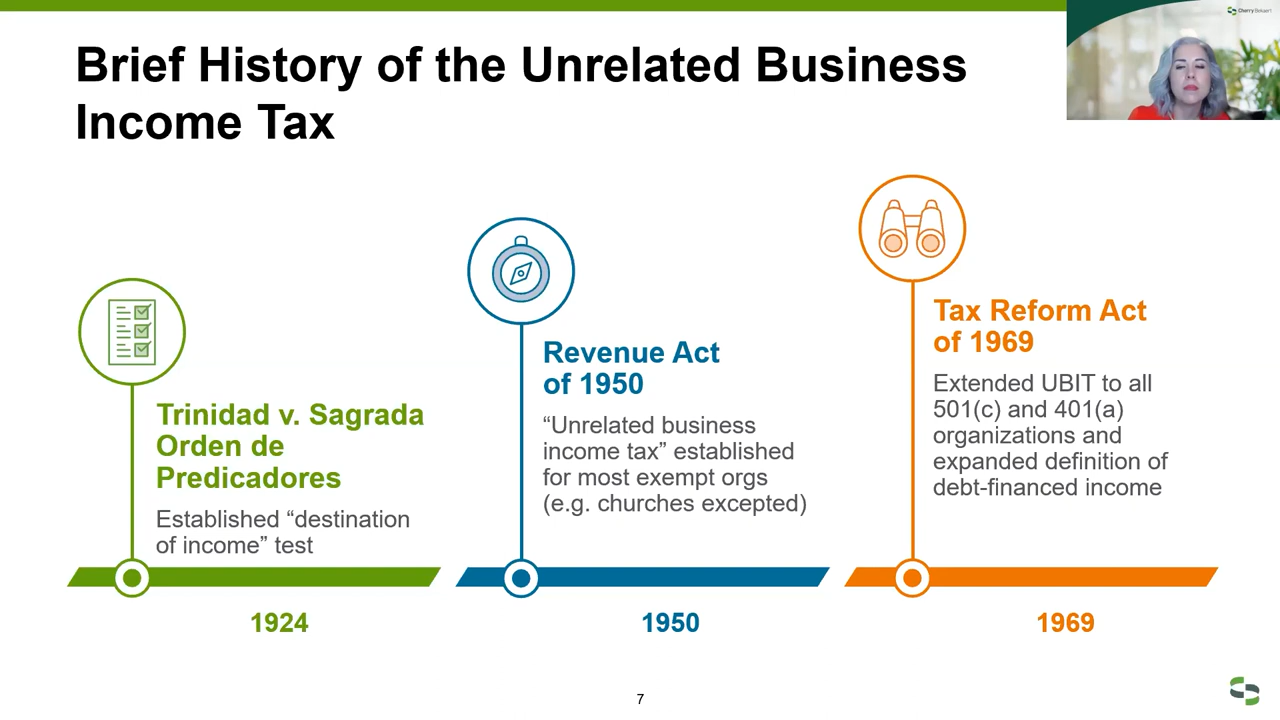 Cherry Bekaert
Brief History of the Unrelated Business
Income Tax
Trinidad v. Sagrada
Orden de
Predicadores
Established “destination
of income” test
1924
Revenue Act
of 1950
“Unrelated business
income tax” established
for most exempt orgs
(e.g. churches excepted)
1950
Tax Reform Act
of 1969
Extended UBIT to all
501(c) and 401(a)
organizations and
expanded definition of
debt-financed income
1969
7